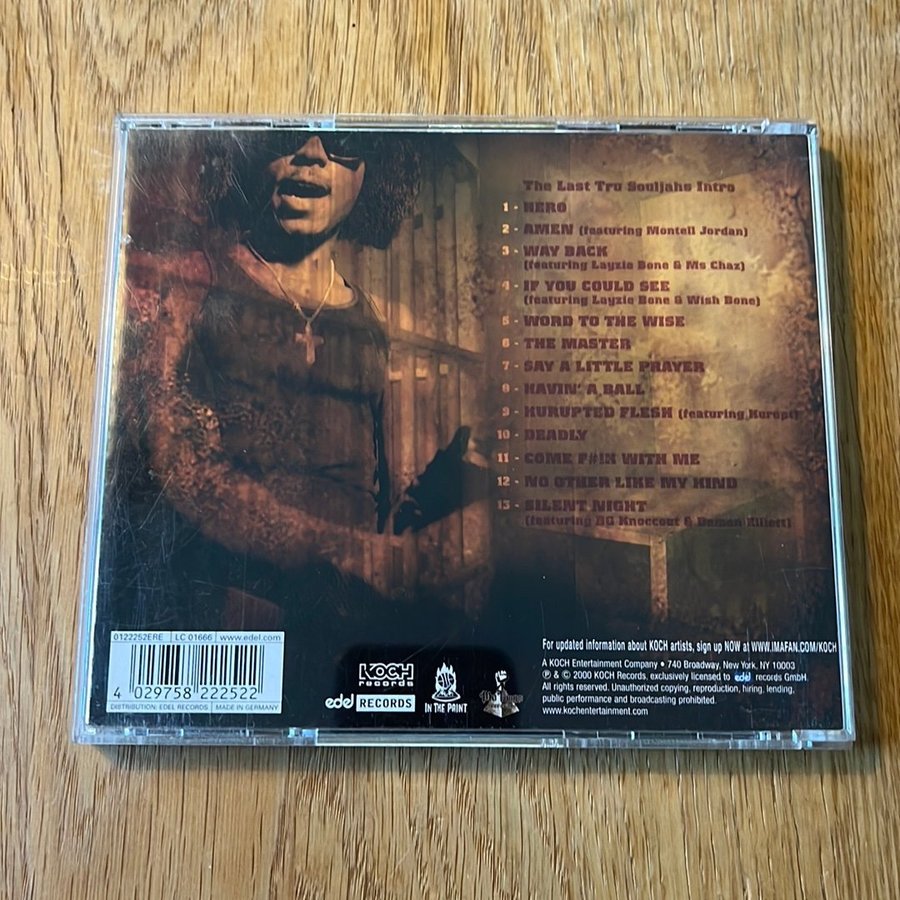 The Last Tru Souljahs Intro
1 - HERO
2 - AMEN (featuring Montell Jordan)
3 - WAY BACK
(featuring Layzie Bone & Ms Chaz)
4 - IF YOU COULD SEE
(featuring Layzie Bone & Wish Bone)
5 - WORD TO THE WISE
6 - THE MASTER
7 - SAY A LITTLE PRAYER
8 - HAVIN' A BALL
9 - KURUPTED FLESH (featuring Kurupt)
10 - DEADLY
11 - COME F#!K WITH ME
12 - NO OTHER LIKE MY KIND
13 - SILENT NIGHT
(featuring BG Knoccout & Damon Elliott)
0122252ERE LC 01666 www.edel.com
4 029758 222522
DISTRIBUTION: EDEL RECORDS MADE IN GERMANY
KOCH
records
edel RECORDS
IN THE PAINT
For updated information about KOCH artists, sign up NOW at WWW.IMAFAN.COM/KOCH
A KOCH Entertainment Company • 740 Broadway, New York, NY 10003
℗ & © 2000 KOCH Records, exclusively licensed to edel records GmbH.
All rights reserved. Unauthorized copying, reproduction, hiring, lending,
public performance and broadcasting prohibited.
www.kochentertainment.com